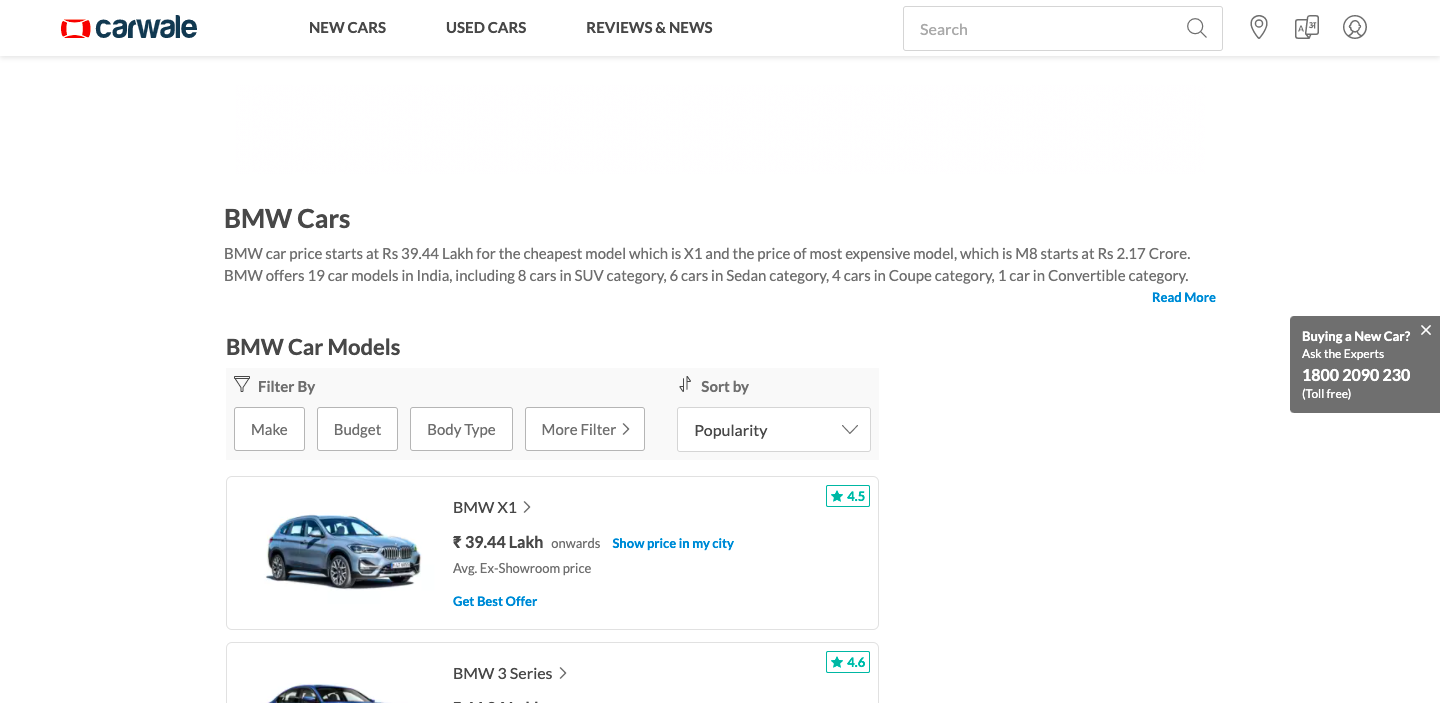 carwale
NEW CARS
USED CARS
REVIEWS & NEWS
Search
BMW Cars
BMW car price starts at Rs 39.44 Lakh for the cheapest model which is X1 and the price of most expensive model, which is M8 starts at Rs 2.17 Crore.
BMW offers 19 car models in India, including 8 cars in SUV category, 6 cars in Sedan category, 4 cars in Coupe category, 1 car in Convertible category.
Read More
Buying a New Car?
Ask the Experts
1800 2090 230
(Toll free)
BMW Car Models
Filter By
Sort by
Make
Budget
Body Type
More Filter
Popularity
BMW X1
4.5
₹ 39.44 Lakh onwards Show price in my city
Avg. Ex-Showroom price
Get Best Offer
BMW 3 Series
4.6